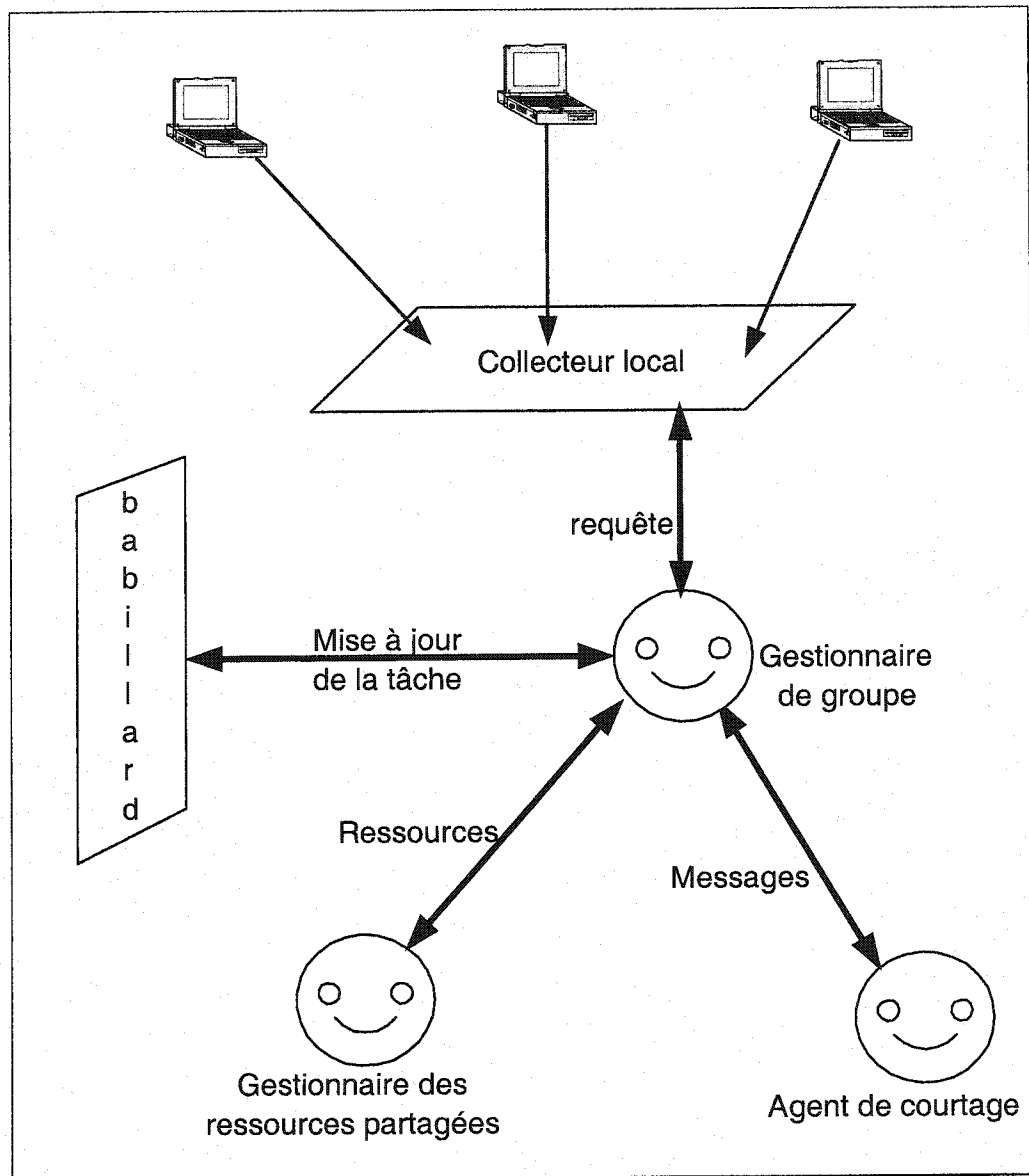 Collecteur local
requête
babillard
Mise à jour
de la tâche
Gestionnaire
de groupe
Ressources
Messages
Gestionnaire des
ressources partagées
Agent de courtage